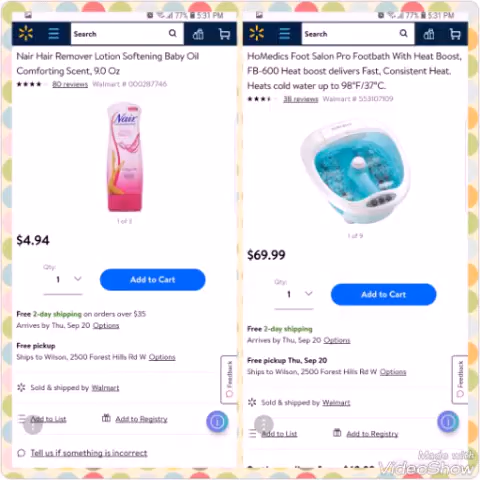 77% 5:31 PM
Search
Nair Hair Remover Lotion Softening Baby Oil
Comforting Scent, 9.0 Oz
80 reviews Walmart # 000287746
Nair
1 of 3
$4.94
Qty:
1
Add to Cart
Free 2-day shipping on orders over $35
Arrives by Thu, Sep 20 Options
Free pickup
Ships to Wilson, 2500 Forest Hills Rd W Options
Feedback
Sold & shipped by Walmart
Add to List
Add to Registry
Tell us if something is incorrect
77% 5:31 PM
Search
HoMedics Foot Salon Pro Footbath With Heat Boost,
FB-600 Heat boost delivers Fast, Consistent Heat.
Heats cold water up to 98°F/37°C.
38 reviews Walmart # 553107109
1 of 9
$69.99
Qty:
1
Add to Cart
Free 2-day shipping
Arrives by Thu, Sep 20 Options
Free pickup Thu, Sep 20
Ships to Wilson, 2500 Forest Hills Rd W Options
Feedback
Sold & shipped by Walmart
Add to List
Add to Registry
Made with
VideoShow